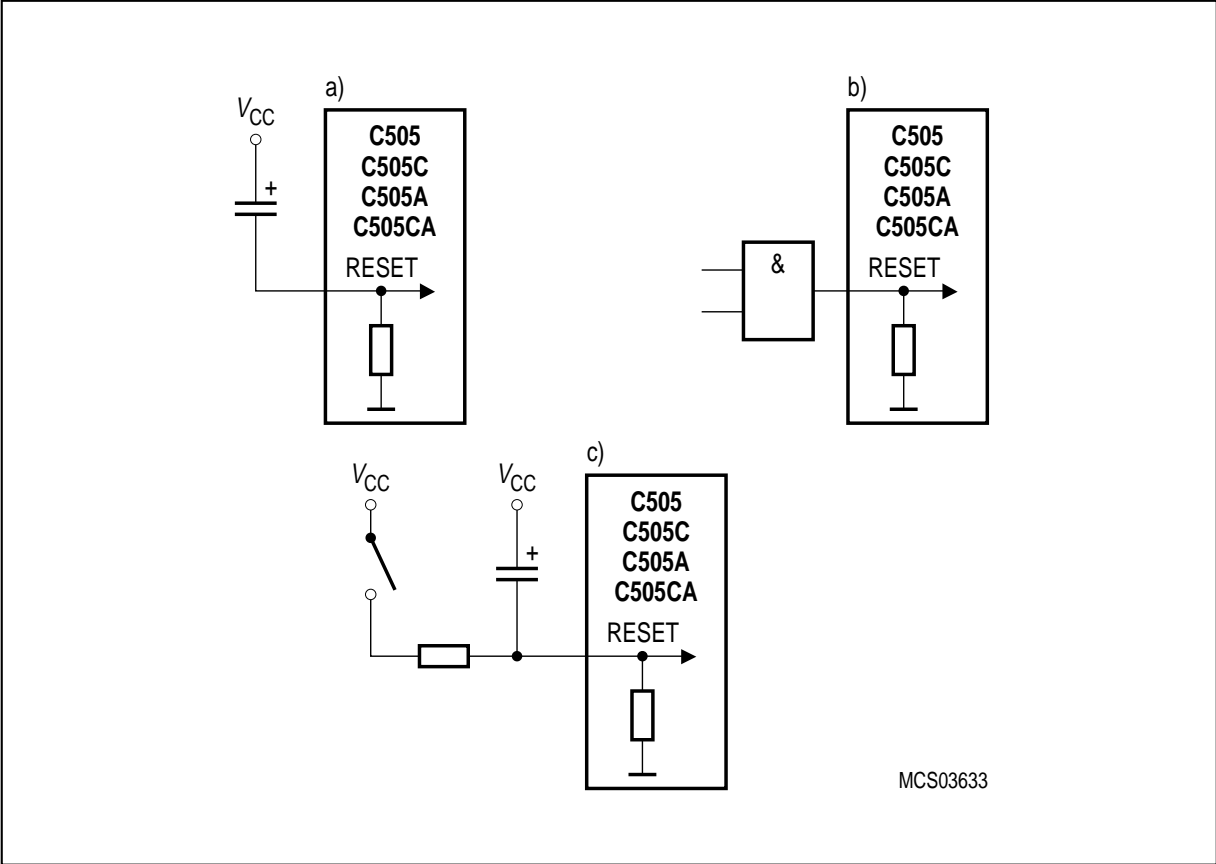 a)
VCC
+
C505
C505C
C505A
C505CA
RESET
b)
C505
C505C
C505A
C505CA
&
RESET
c)
VCC
VCC
+
C505
C505C
C505A
C505CA
RESET
MCS03633